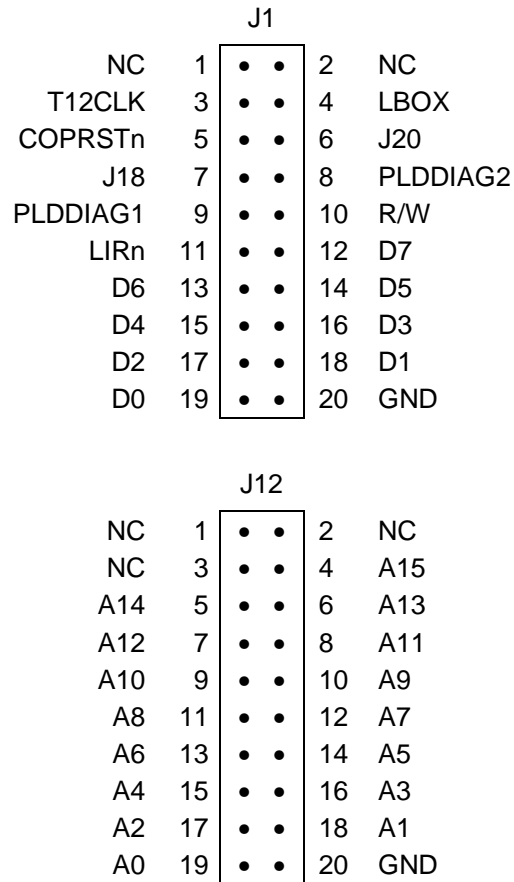 J1
NC 1 • • 2 NC
T12CLK 3 • • 4 LBOX
COPRSTn 5 • • 6 J20
J18 7 • • 8 PLDDIAG2
PLDDIAG1 9 • • 10 R/W
LIRn 11 • • 12 D7
D6 13 • • 14 D5
D4 15 • • 16 D3
D2 17 • • 18 D1
D0 19 • • 20 GND
J12
NC 1 • • 2 NC
NC 3 • • 4 A15
A14 5 • • 6 A13
A12 7 • • 8 A11
A10 9 • • 10 A9
A8 11 • • 12 A7
A6 13 • • 14 A5
A4 15 • • 16 A3
A2 17 • • 18 A1
A0 19 • • 20 GND